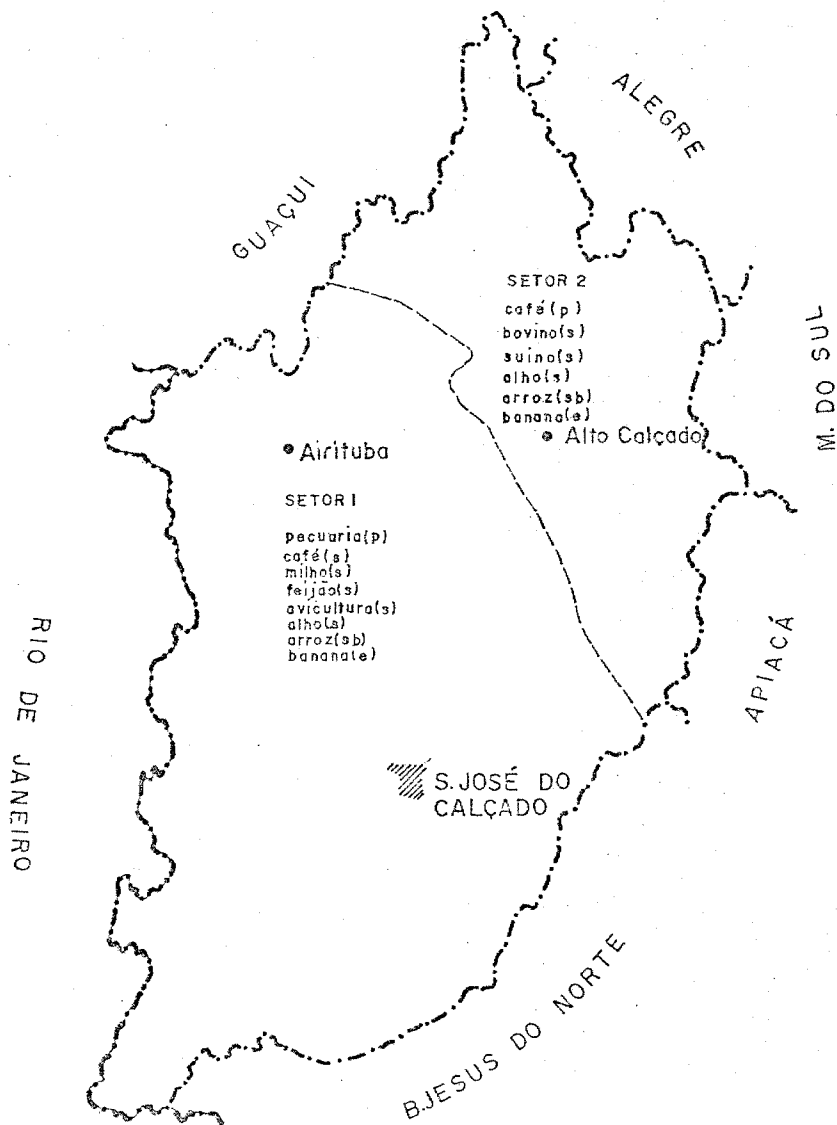 ALEGRE
GUAÇUI
SETOR 2
café(p)
bovino(s)
suino(s)
alho(s)
arroz(sb)
banana(e)
Alto Calçado
M. DO SUL
Airituba
SETOR I
pecuaria(p)
café(s)
milho(s)
feijão(s)
avicultura(s)
alho(s)
arroz(sb)
banana(e)
RIO DE JANEIRO
APIACÁ
S. JOSÉ DO
CALÇADO
B.JESUS DO NORTE